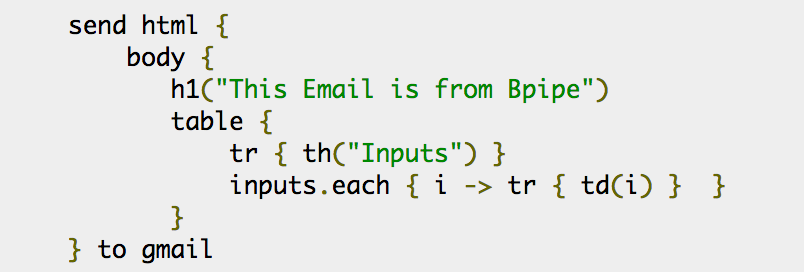 send html {
    body {
       h1("This Email is from Bpipe")
       table {
           tr { th("Inputs") }
           inputs.each { i -> tr { td(i) }  }
       }
} to gmail